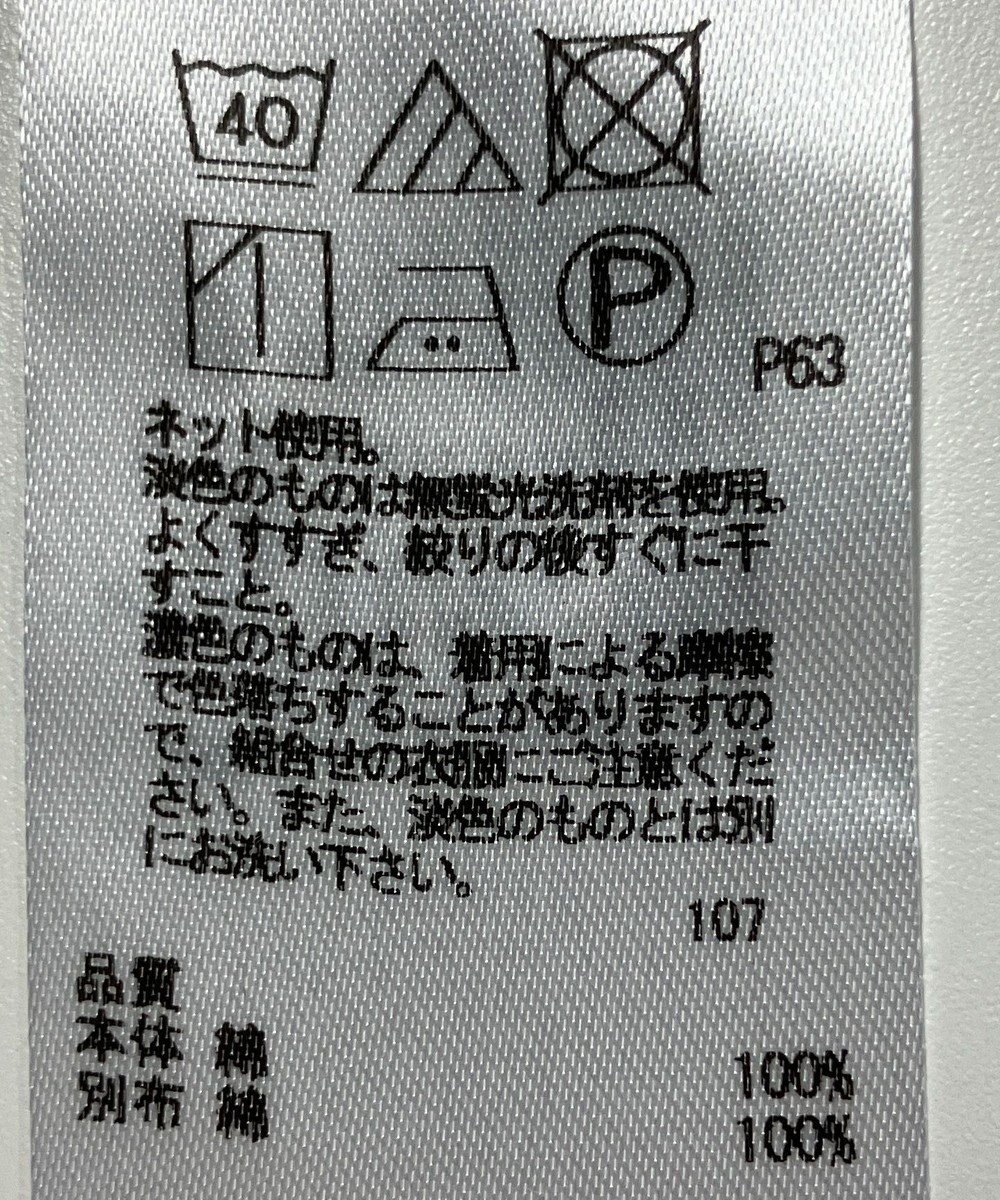 40
P
P63
ネット使用。
淡色のものは無蛍光洗剤を使用。
よくすすぎ、絞りの後すぐに干
すこと。
濃色のものは、着用による摩擦
で色落ちすることがありますの
で、組合せの衣服にご注意くだ
さい。また、淡色のものとは別
にお洗い下さい。
107
品質
本体 綿 100%
別布 綿 100%